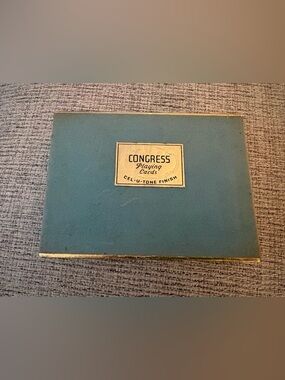 CONGRESS
Playing
Cards
CEL-U-TONE FINISH